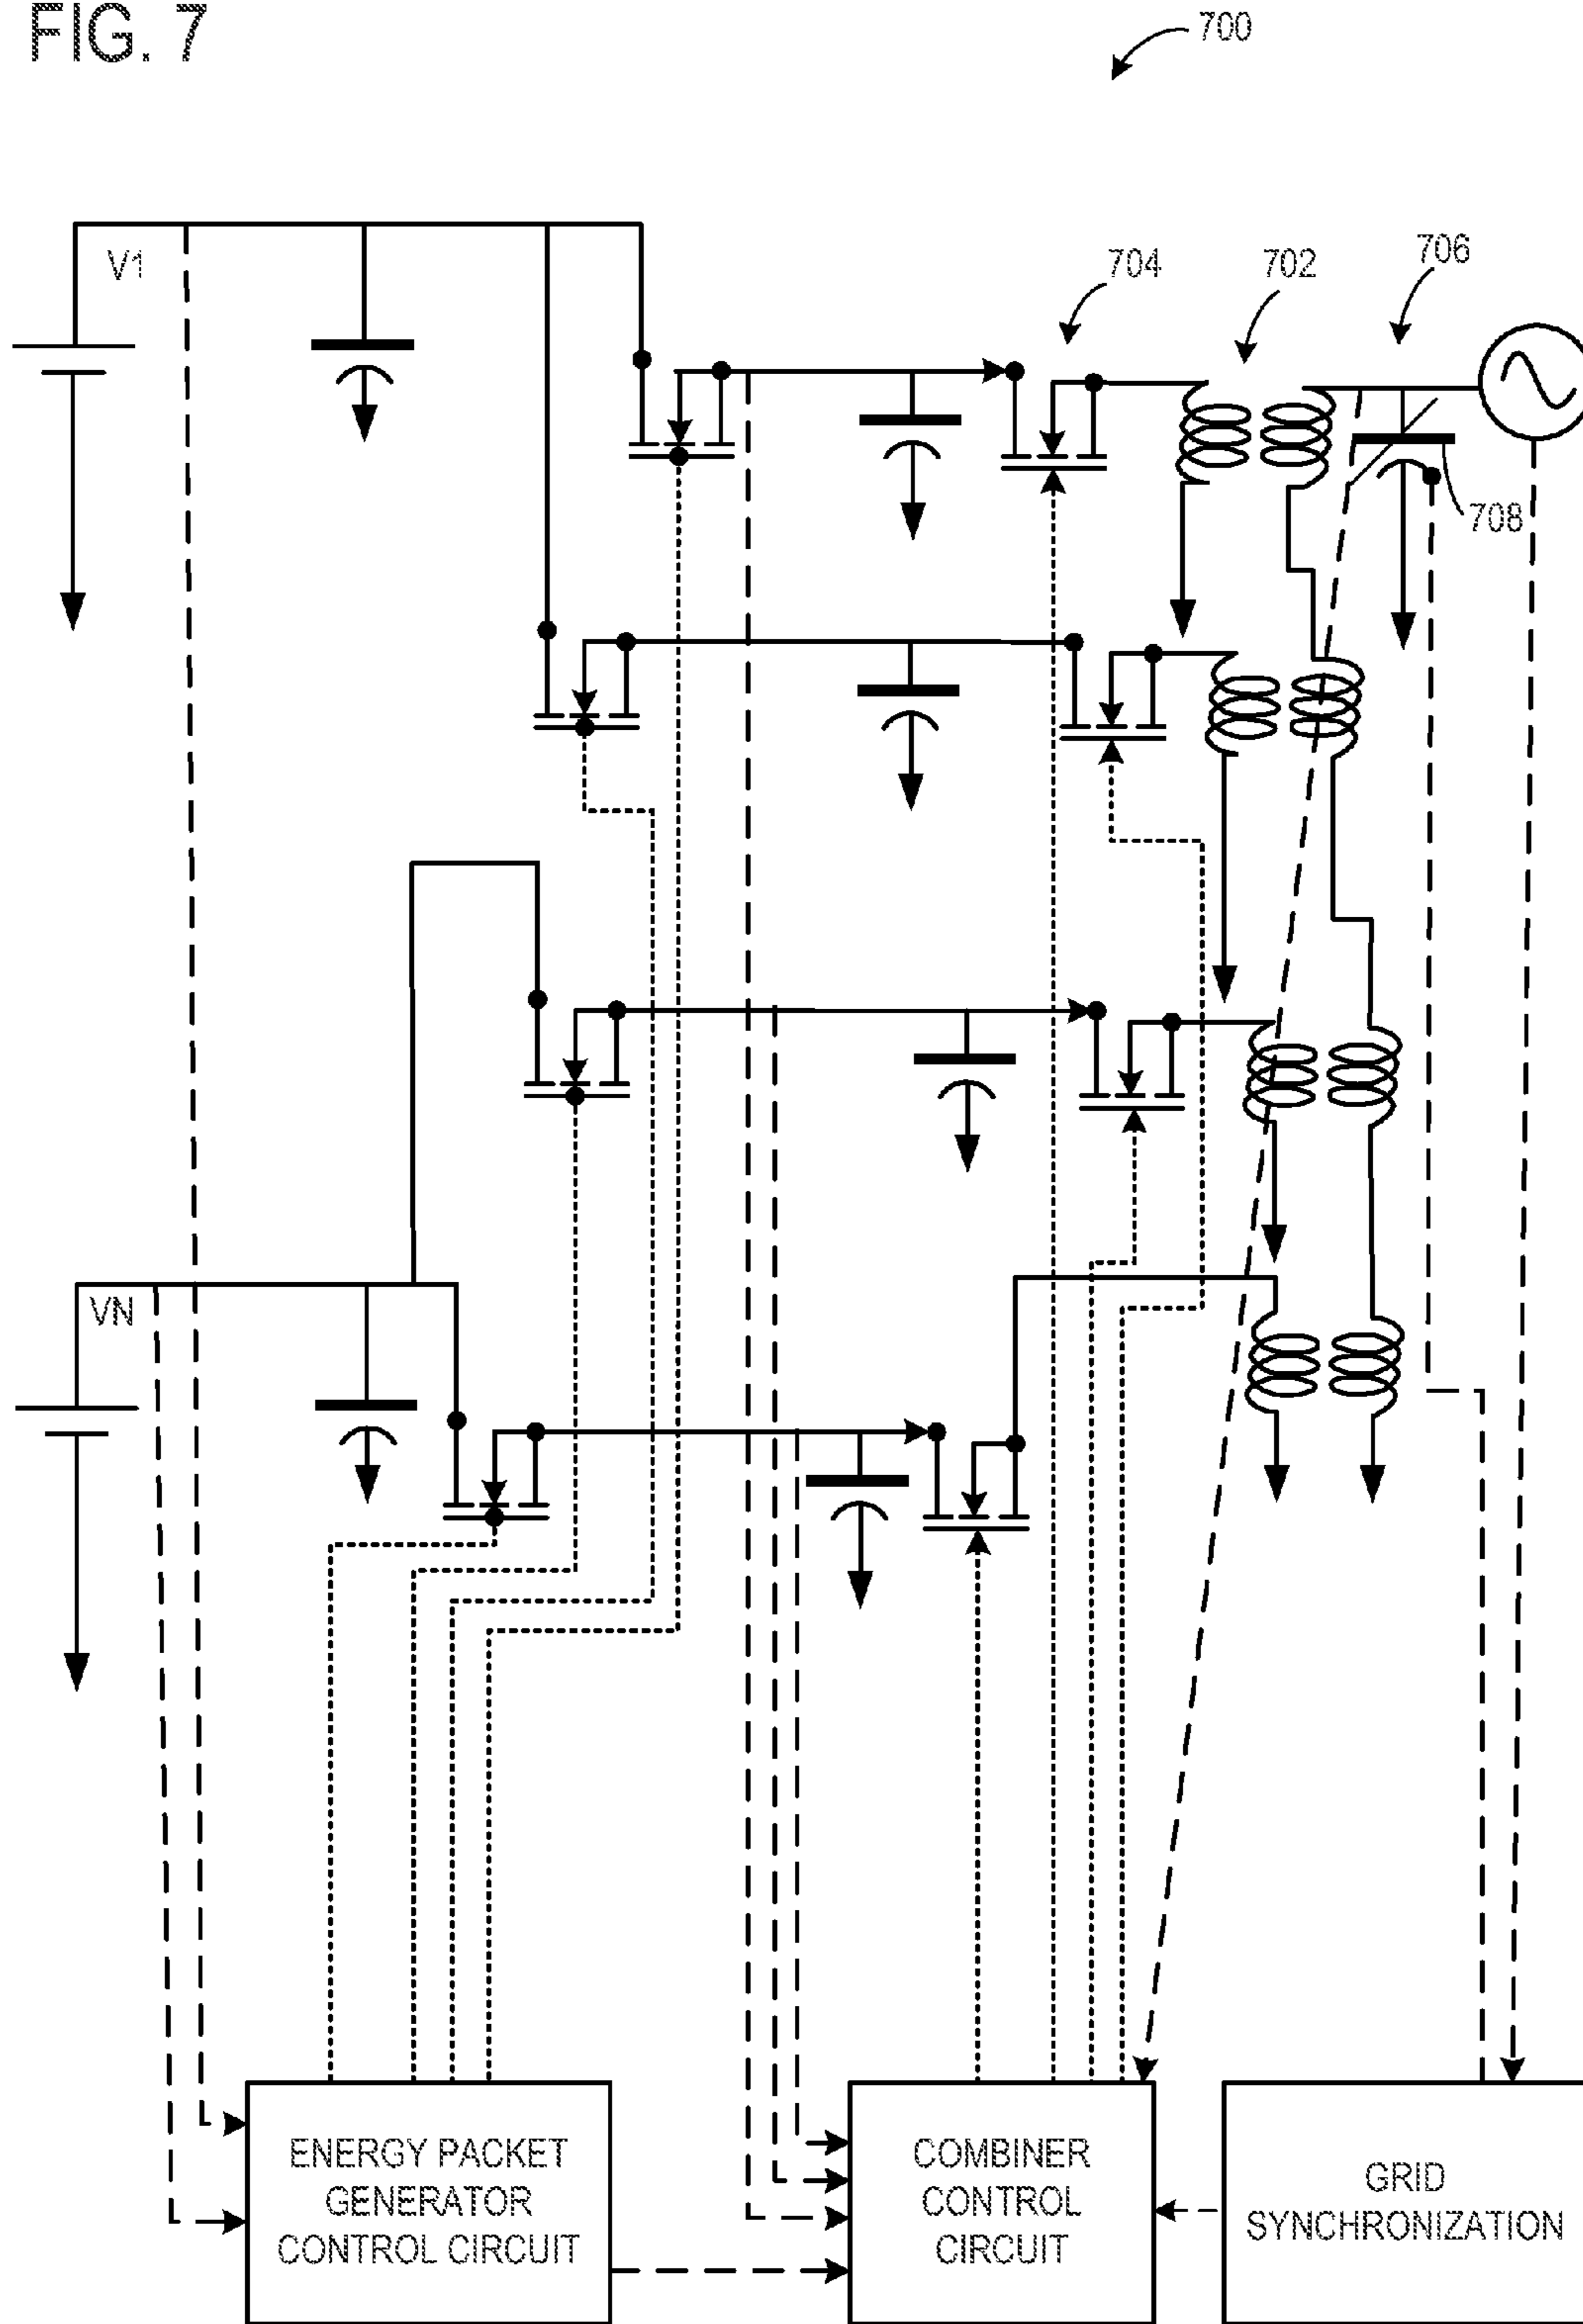 FIG. 7
700
V1
704
702
706
708
VN
ENERGY PACKET
GENERATOR
CONTROL CIRCUIT
COMBINER
CONTROL
CIRCUIT
GRID
SYNCHRONIZATION